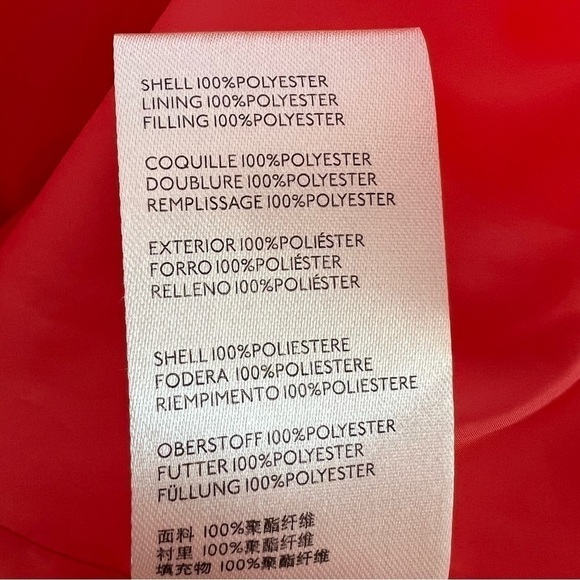 SHELL 100%POLYESTER
LINING 100%POLYESTER
FILLING 100%POLYESTER
COQUILLE 100%POLYESTER
DOUBLURE 100%POLYESTER
REMPLISSAGE 100%POLYESTER
EXTERIOR 100%POLIÉSTER
FORRO 100%POLIÉSTER
RELLENO 100%POLIÉSTER
SHELL 100%POLIESTERE
FODERA 100%POLIESTERE
RIEMPIMENTO 100%POLIESTERE
OBERSTOFF 100%POLYESTER
FUTTER 100%POLYESTER
FÜLLUNG 100%POLYESTER
面料 100%聚酯纤维
衬里 100%聚酯纤维
填充物 100%聚酯纤维